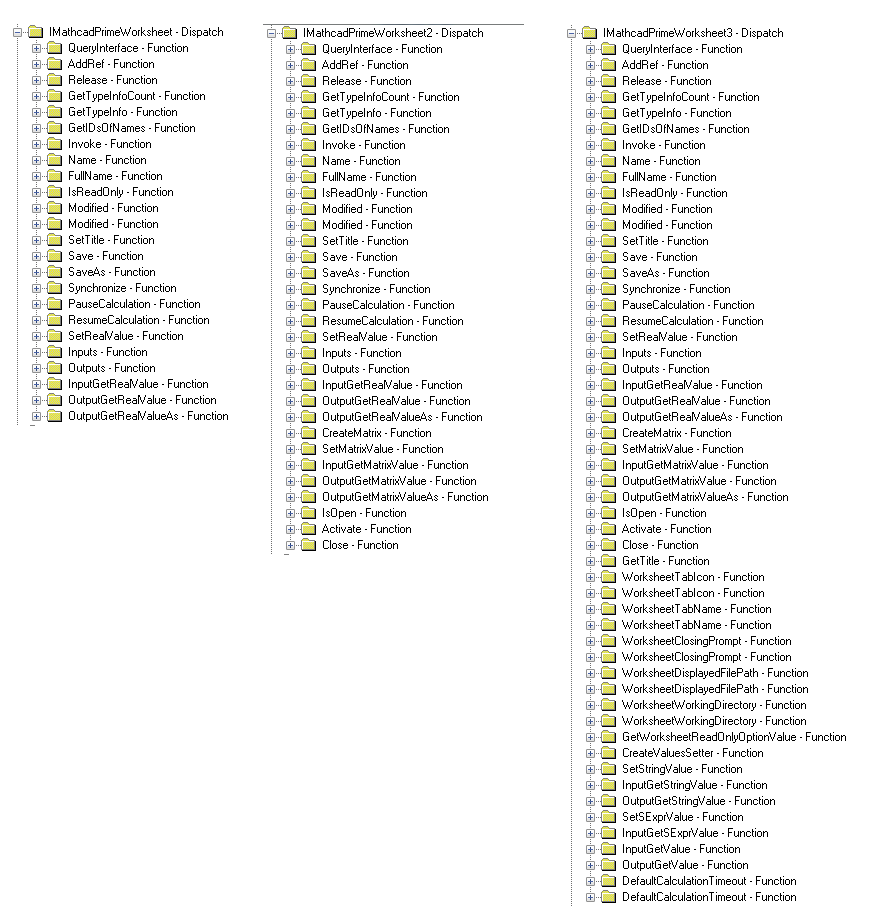 IMathcadPrimeWorksheet - Dispatch
QueryInterface - Function
AddRef - Function
Release - Function
GetTypeInfoCount - Function
GetTypeInfo - Function
GetIDsOfNames - Function
Invoke - Function
Name - Function
FullName - Function
IsReadOnly - Function
Modified - Function
Modified - Function
SetTitle - Function
Save - Function
SaveAs - Function
Synchronize - Function
PauseCalculation - Function
ResumeCalculation - Function
SetRealValue - Function
Inputs - Function
Outputs - Function
InputGetRealValue - Function
OutputGetRealValue - Function
OutputGetRealValueAs - Function
IMathcadPrimeWorksheet2 - Dispatch
QueryInterface - Function
AddRef - Function
Release - Function
GetTypeInfoCount - Function
GetTypeInfo - Function
GetIDsOfNames - Function
Invoke - Function
Name - Function
FullName - Function
IsReadOnly - Function
Modified - Function
Modified - Function
SetTitle - Function
Save - Function
SaveAs - Function
Synchronize - Function
PauseCalculation - Function
ResumeCalculation - Function
SetRealValue - Function
Inputs - Function
Outputs - Function
InputGetRealValue - Function
OutputGetRealValue - Function
OutputGetRealValueAs - Function
CreateMatrix - Function
SetMatrixValue - Function
InputGetMatrixValue - Function
OutputGetMatrixValue - Function
OutputGetMatrixValueAs - Function
IsOpen - Function
Activate - Function
Close - Function
IMathcadPrimeWorksheet3 - Dispatch
QueryInterface - Function
AddRef - Function
Release - Function
GetTypeInfoCount - Function
GetTypeInfo - Function
GetIDsOfNames - Function
Invoke - Function
Name - Function
FullName - Function
IsReadOnly - Function
Modified - Function
Modified - Function
SetTitle - Function
Save - Function
SaveAs - Function
Synchronize - Function
PauseCalculation - Function
ResumeCalculation - Function
SetRealValue - Function
Inputs - Function
Outputs - Function
InputGetRealValue - Function
OutputGetRealValue - Function
OutputGetRealValueAs - Function
CreateMatrix - Function
SetMatrixValue - Function
InputGetMatrixValue - Function
OutputGetMatrixValue - Function
OutputGetMatrixValueAs - Function
IsOpen - Function
Activate - Function
Close - Function
GetTitle - Function
WorksheetTabIcon - Function
WorksheetTabIcon - Function
WorksheetTabName - Function
WorksheetTabName - Function
WorksheetClosingPrompt - Function
WorksheetClosingPrompt - Function
WorksheetDisplayedFilePath - Function
WorksheetDisplayedFilePath - Function
WorksheetWorkingDirectory - Function
WorksheetWorkingDirectory - Function
GetWorksheetReadOnlyOptionValue - Function
CreateValuesSetter - Function
SetStringValue - Function
InputGetStringValue - Function
OutputGetStringValue - Function
SetSExprValue - Function
InputGetSExprValue - Function
InputGetValue - Function
OutputGetValue - Function
DefaultCalculationTimeout - Function
DefaultCalculationTimeout - Function